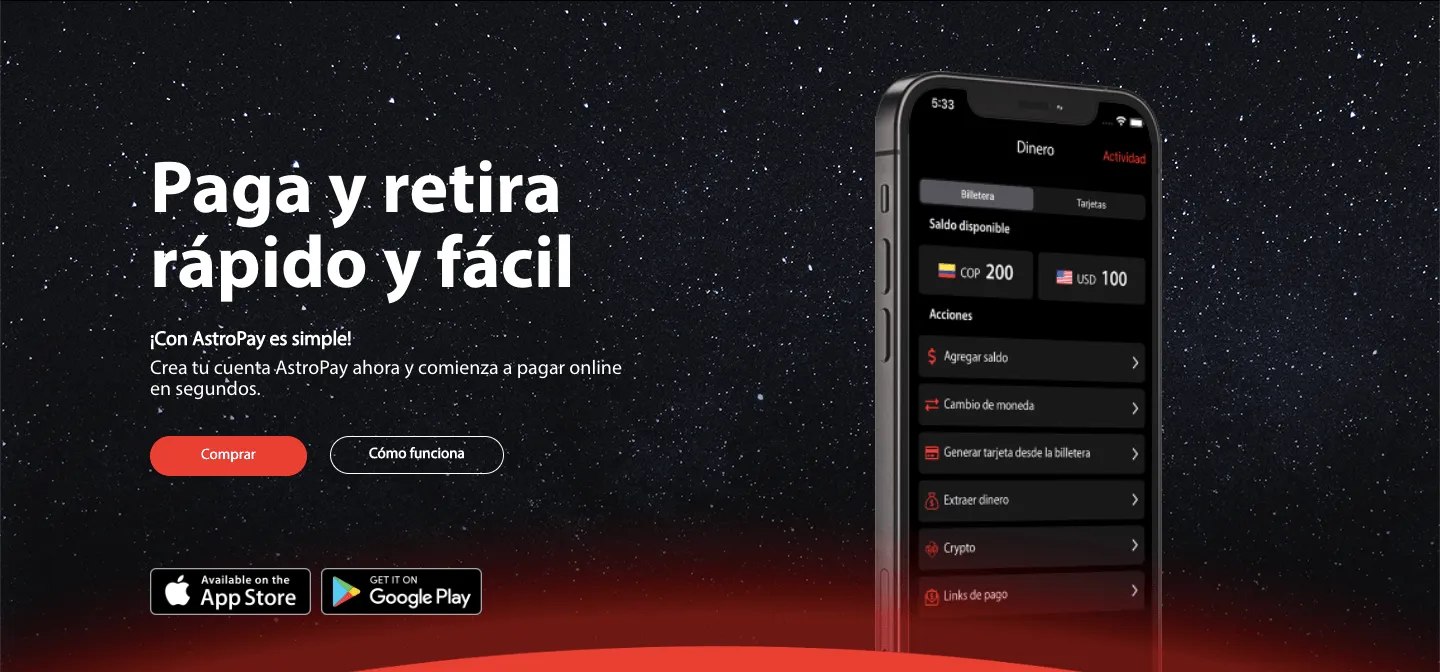 Paga y retira
rápido y fácil
¡Con AstroPay es simple!
Crea tu cuenta AstroPay ahora y comienza a pagar online
en segundos.
Comprar
Cómo funciona
Available on the
App Store
GET IT ON
Google Play
5:33
Dinero
Actividad
Billetera
Tarjetas
Saldo disponible
COP 200
USD 100
Acciones
Agregar saldo
Cambio de moneda
Generar tarjeta desde la billetera
Extraer dinero
Crypto
Links de pago